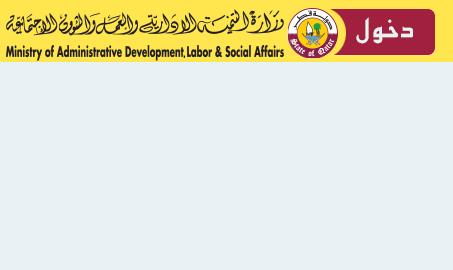 وزارة التنمية الإدارية والعمل والشؤون الاجتماعية
Ministry of Administrative Development, Labor & Social Affairs
دولة قطر
State of Qatar
دخول